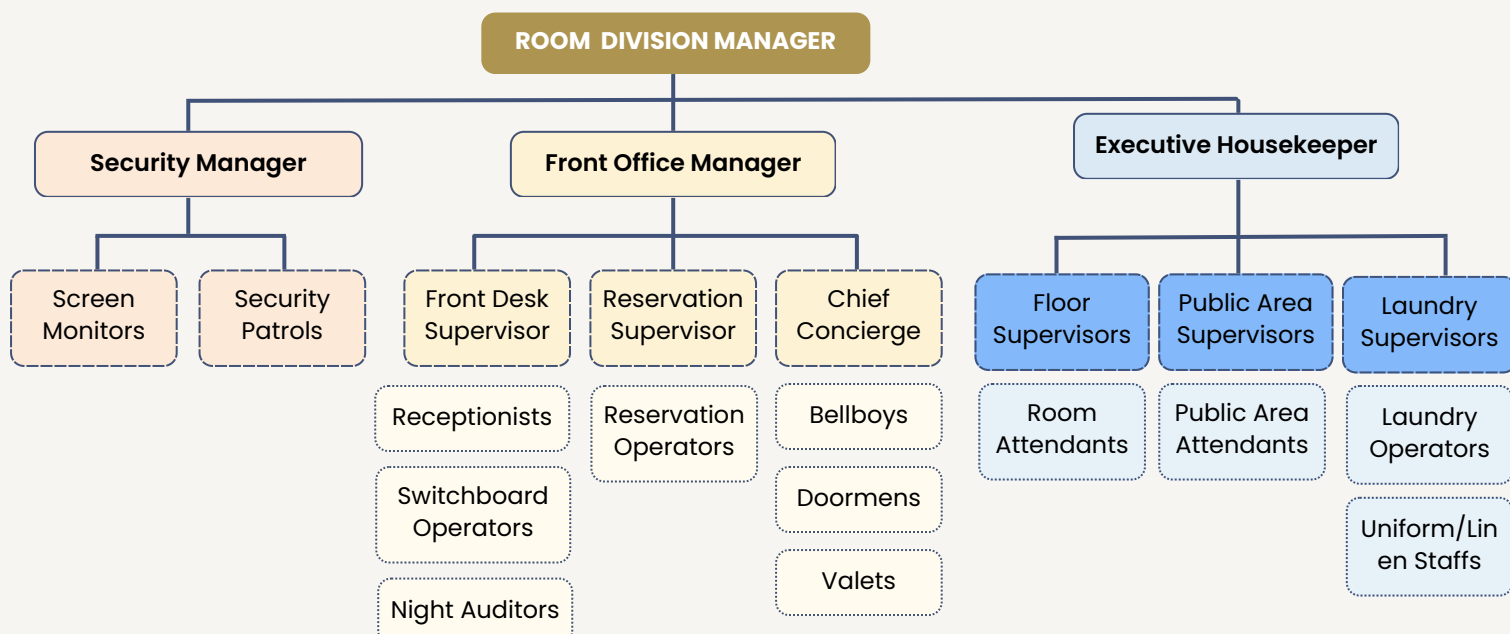 ROOM DIVISION MANAGER
Security Manager
Front Office Manager
Executive Housekeeper
Screen
Monitors
Security
Patrols
Front Desk
Supervisor
Reservation
Supervisor
Chief
Concierge
Floor
Supervisors
Public Area
Supervisors
Laundry
Supervisors
Receptionists
Switchboard
Operators
Night Auditors
Reservation
Operators
Bellboys
Doormens
Valets
Room
Attendants
Public Area
Attendants
Laundry
Operators
Uniform/Lin
en Staffs